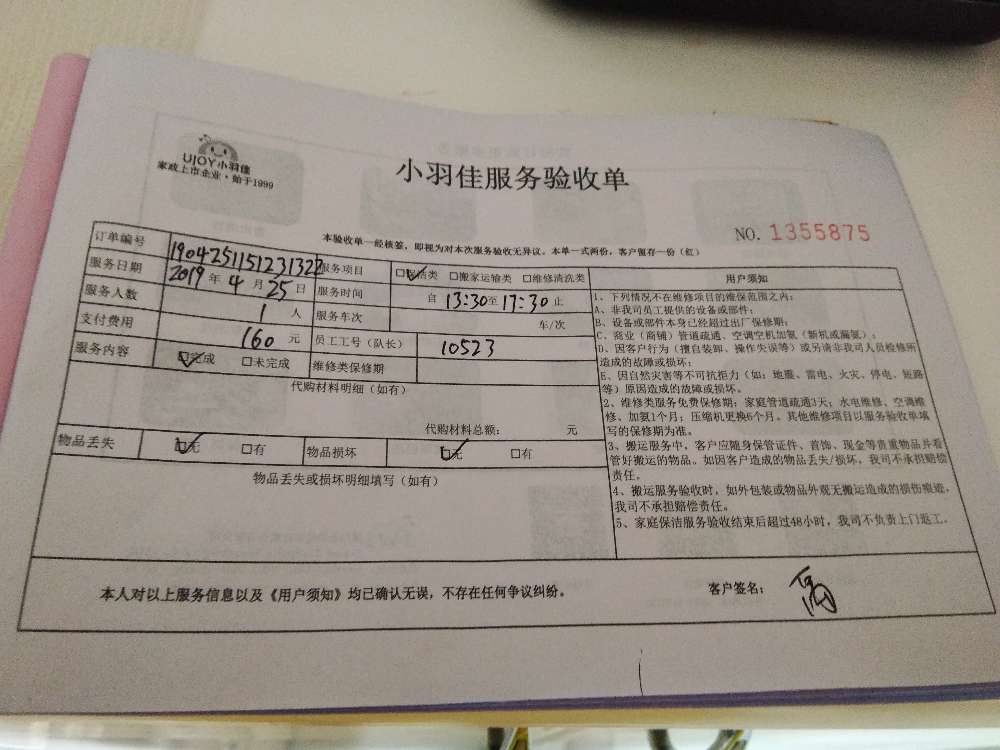 UJOY小羽佳
家政上市企业·始于1999
小羽佳服务验收单
本验收单一经核签，即视为对本次服务验收无异议。本单一式两份，客户留存一份（红）
NO. 1355875
订单编号 1904251151231322 服务项目 □保洁类 □搬家运输类 □维修清洗类
服务日期 2019 年 4 月 25 日 服务时间 自 13:30 至 17:30 止
服务人数 1 人 服务车次 车/次
支付费用 160 元 员工工号（队长） 10523
服务内容 ☑完成 □未完成 维修类保修期
代购材料明细（如有）
代购材料总额： 元
物品丢失 ☑无 □有 物品损坏 ☑无 □有
物品丢失或损坏明细填写（如有）
用户须知
1、下列情况不在维修项目的维保范围之内：
A、非我司员工提供的设备或部件；
B、设备或部件本身已经超过出厂保修期；
C、商业（商铺）管道疏通、空调空机加氨（新机或漏氨）；
D、因客户行为（擅自装卸、操作失误等）或另请非我司人员检修所
造成的故障或损坏；
E、因自然灾害等不可抗拒力（如：地震、雷电、火灾、停电、短路
等）原因造成的故障或损坏。
2、维修类服务免费保修期：家庭管道疏通3天；水电维修、空调维
修、加氨1个月；压缩机更换6个月。其他维修项目以服务验收单填
写的保修期为准。
3、搬运服务中，客户应随身保管证件、首饰、现金等贵重物品并看
管好搬运的物品。如因客户造成的物品丢失/损坏，我司不承担赔偿
责任。
4、搬运服务验收时，如外包装或物品外观无搬运造成的损伤痕迹，
我司不承担赔偿责任。
5、家庭保洁服务验收结束后超过48小时，我司不负责上门返工。
本人对以上服务信息以及《用户须知》均已确认无误，不存在任何争议纠纷。
客户签名：